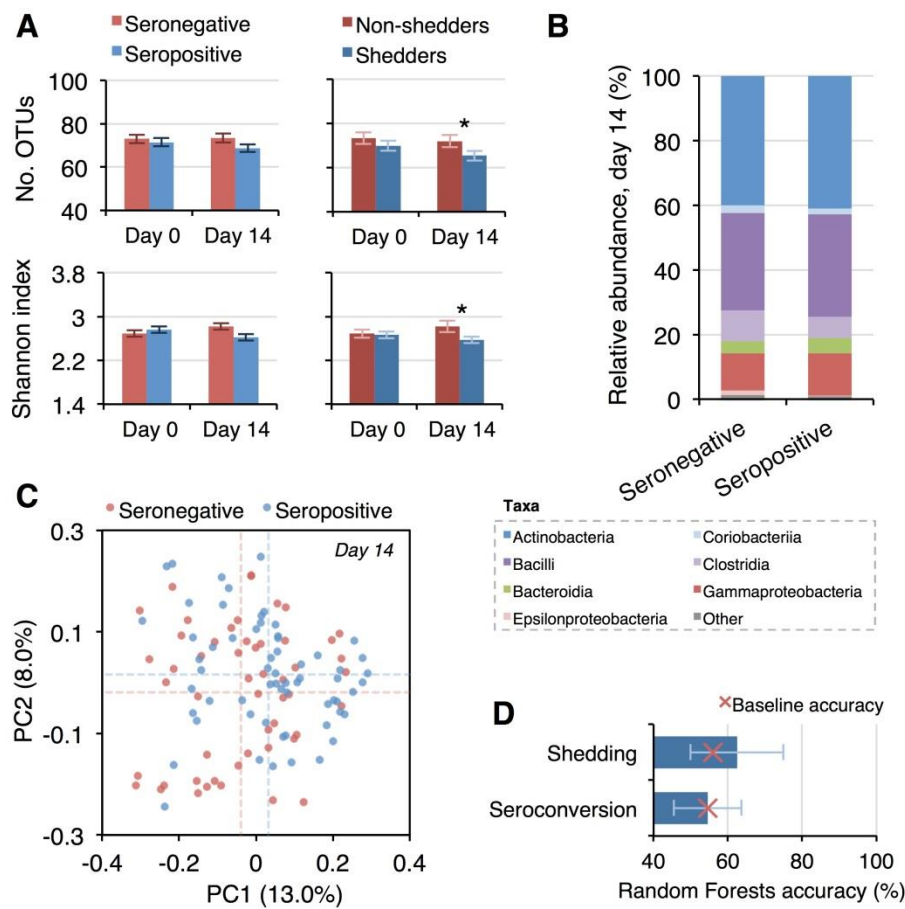 A
Seronegative
Seropositive
Non-shedders
Shedders
No. OTUs
100
80
60
40
*
Day 0 Day 14
Day 0 Day 14
Shannon index
3.8
3
2.2
1.4
*
Day 0 Day 14
Day 0 Day 14
B
Relative abundance, day 14 (%)
100
80
60
40
20
0
Seronegative
Seropositive
Taxa
Actinobacteria Coriobacteriia
Bacilli Clostridia
Bacteroidia Gammaproteobacteria
Epsilonproteobacteria Other
C
Seronegative Seropositive
Day 14
PC2 (8.0%)
0.3
0.1
-0.1
-0.3
-0.4 -0.2 0 0.2 0.4
PC1 (13.0%)
D
Baseline accuracy
Shedding
Seroconversion
40 60 80 100
Random Forests accuracy (%)